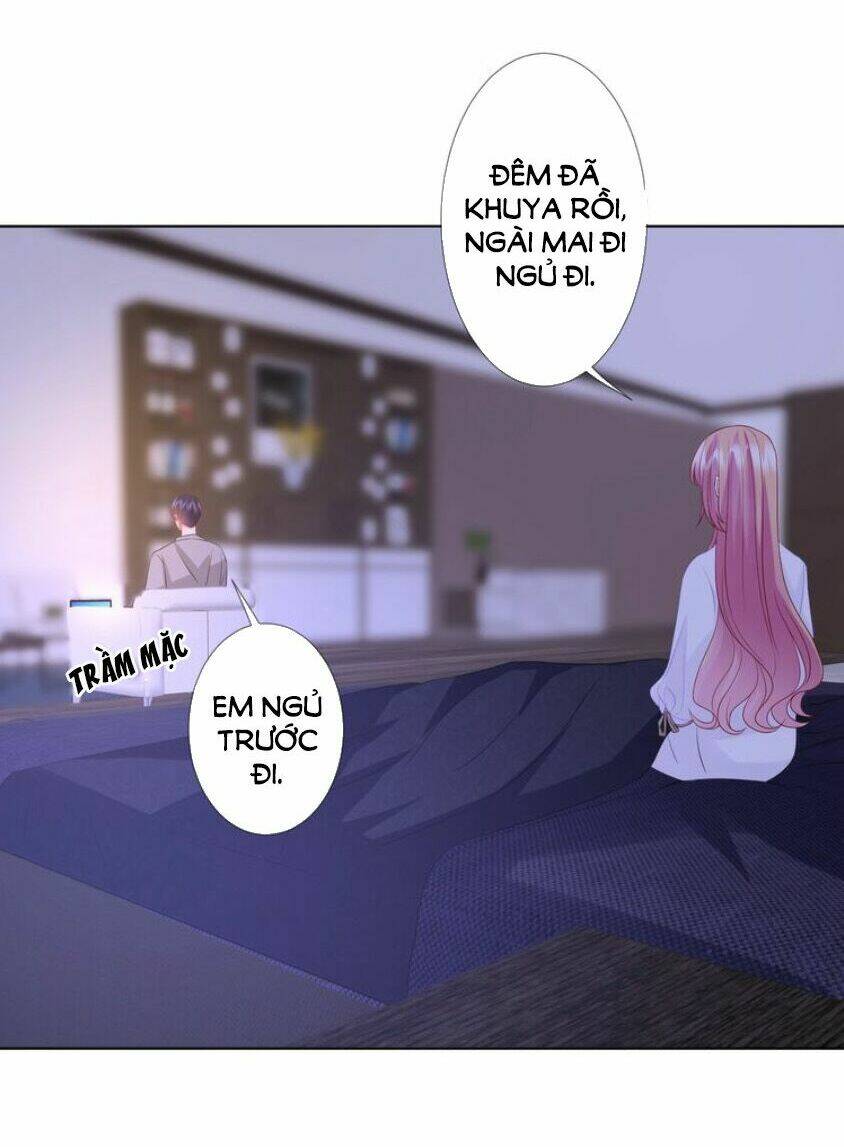 ĐÊM ĐÃ
KHUYA RỒI,
NGÀI MAI ĐI
NGỦ ĐI.
TRẦM MẶC
EM NGỦ
TRƯỚC
ĐI.